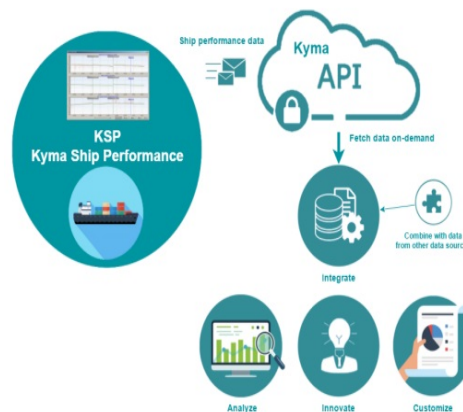 Ship performance data
Kyma
API
KSP
Kyma Ship Performance
Fetch data on-demand
Combine with data
from other data sourc
Integrate
Analyze
Innovate
Customize